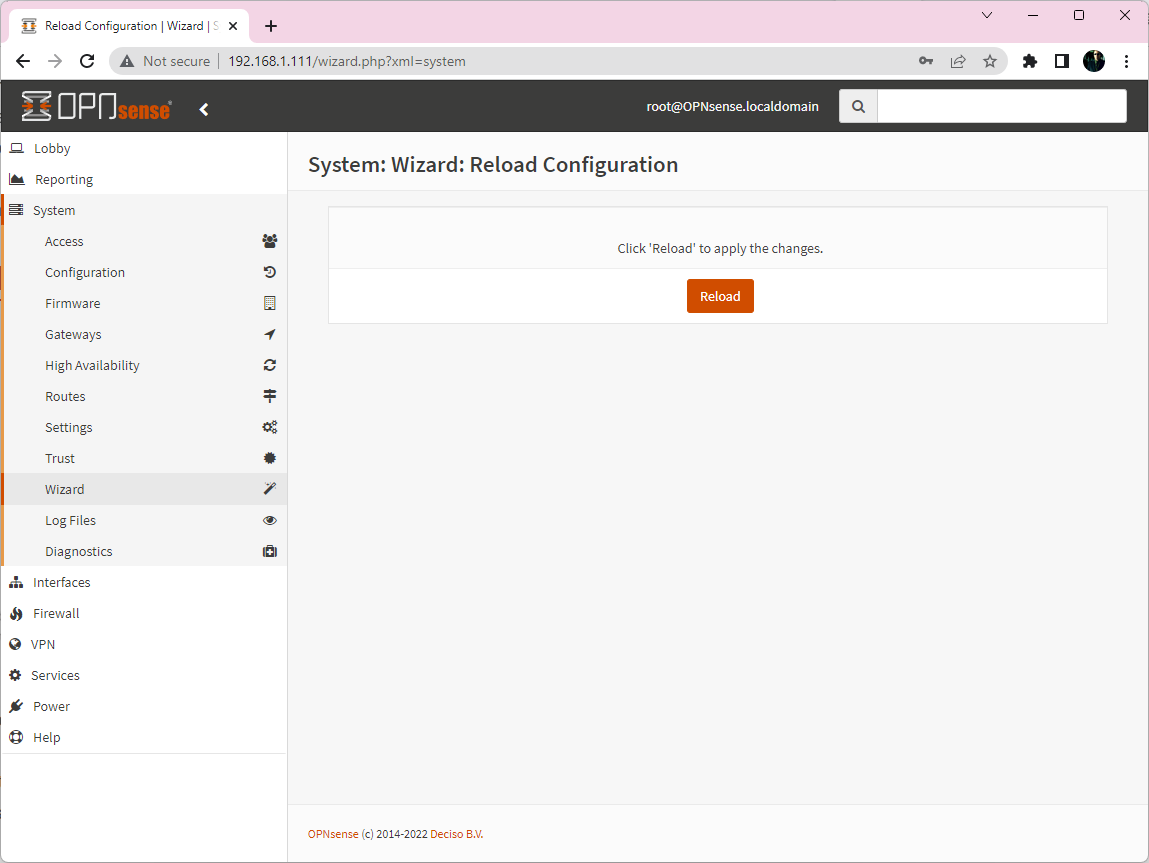 Reload Configuration | Wizard | S
Not secure
192.168.1.111/wizard.php?xml=system
OPNsense
root@OPNsense.localdomain
Lobby
Reporting
System
Access
Configuration
Firmware
Gateways
High Availability
Routes
Settings
Trust
Wizard
Log Files
Diagnostics
Interfaces
Firewall
VPN
Services
Power
Help
System: Wizard: Reload Configuration
Click 'Reload' to apply the changes.
Reload
OPNsense (c) 2014-2022 Deciso B.V.